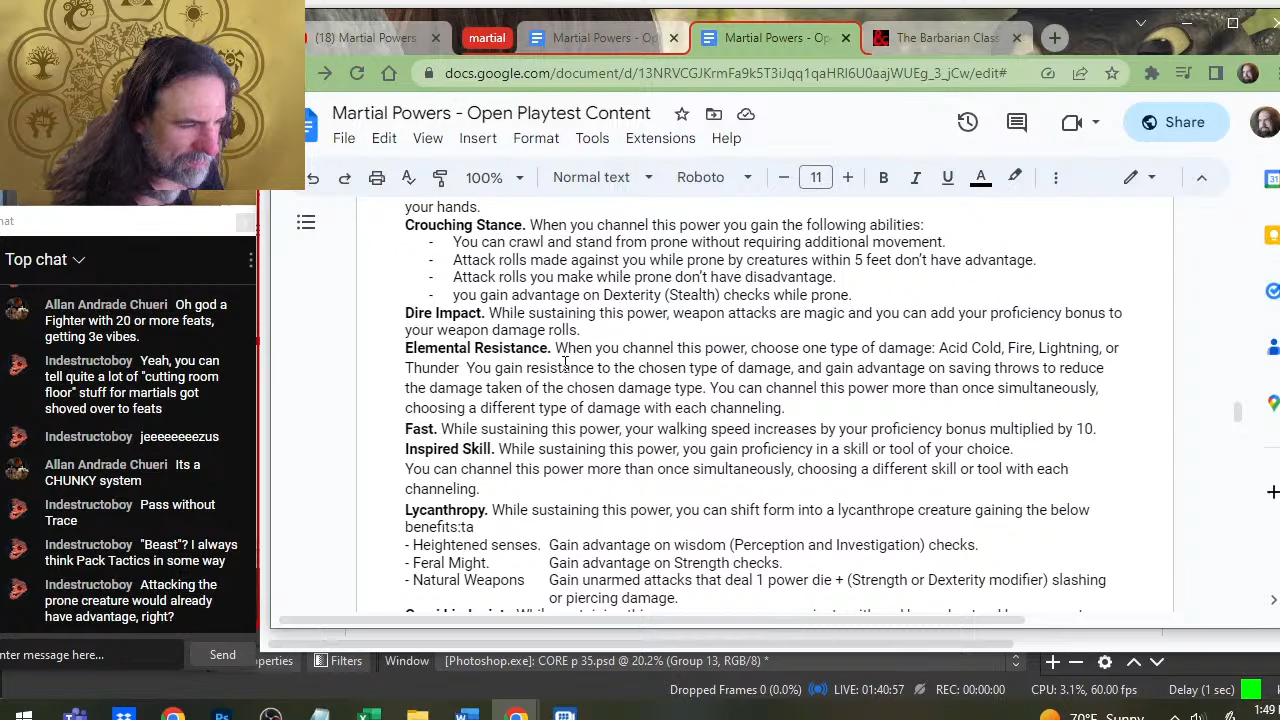 (18) Martial Powers
martial
Martial Powers - Op
Martial Powers - Op
The Barbarian Class
docs.google.com/document/d/13NRVCGJKrmFa9k5T3iJqq1qaHRl6U0aajWUEg_3_jCw/edit#
Martial Powers - Open Playtest Content
File Edit View Insert Format Tools Extensions Help
Share
100% Normal text Roboto 11 B I U A
your hands.
Crouching Stance. When you channel this power you gain the following abilities:
- You can crawl and stand from prone without requiring additional movement.
- Attack rolls made against you while prone by creatures within 5 feet don't have advantage.
- Attack rolls you make while prone don't have disadvantage.
- you gain advantage on Dexterity (Stealth) checks while prone.
Dire Impact. While sustaining this power, weapon attacks are magic and you can add your proficiency bonus to
your weapon damage rolls.
Elemental Resistance. When you channel this power, choose one type of damage: Acid Cold, Fire, Lightning, or
Thunder You gain resistance to the chosen type of damage, and gain advantage on saving throws to reduce
the damage taken of the chosen damage type. You can channel this power more than once simultaneously,
choosing a different type of damage with each channeling.
Fast. While sustaining this power, your walking speed increases by your proficiency bonus multiplied by 10.
Inspired Skill. While sustaining this power, you gain proficiency in a skill or tool of your choice.
You can channel this power more than once simultaneously, choosing a different skill or tool with each
channeling.
Lycanthropy. While sustaining this power, you can shift form into a lycanthrope creature gaining the below
benefits:ta
- Heightened senses. Gain advantage on wisdom (Perception and Investigation) checks.
- Feral Might. Gain advantage on Strength checks.
- Natural Weapons Gain unarmed attacks that deal 1 power die + (Strength or Dexterity modifier) slashing
or piercing damage.
hat
Top chat
Allan Andrade Chueri Oh god a
Fighter with 20 or more feats,
getting 3e vibes.
Indestructoboy Yeah, you can
tell quite a lot of "cutting room
floor" stuff for martials got
shoved over to feats
Indestructoboy jeeeeeeezus
Allan Andrade Chueri Its a
CHUNKY system
Indestructoboy Pass without
Trace
Indestructoboy "Beast"? I always
think Pack Tactics in some way
Indestructoboy Attacking the
prone creature would already
have advantage, right?
nter message here... Send
operties Filters Window [Photoshop.exe]: CORE p 35.psd @ 20.2% (Group 13, RGB/8) *
Dropped Frames 0 (0.0%) LIVE: 01:40:57 REC: 00:00:00 CPU: 3.1%, 60.00 fps Delay (1 sec)
70°F Sunny 1:49